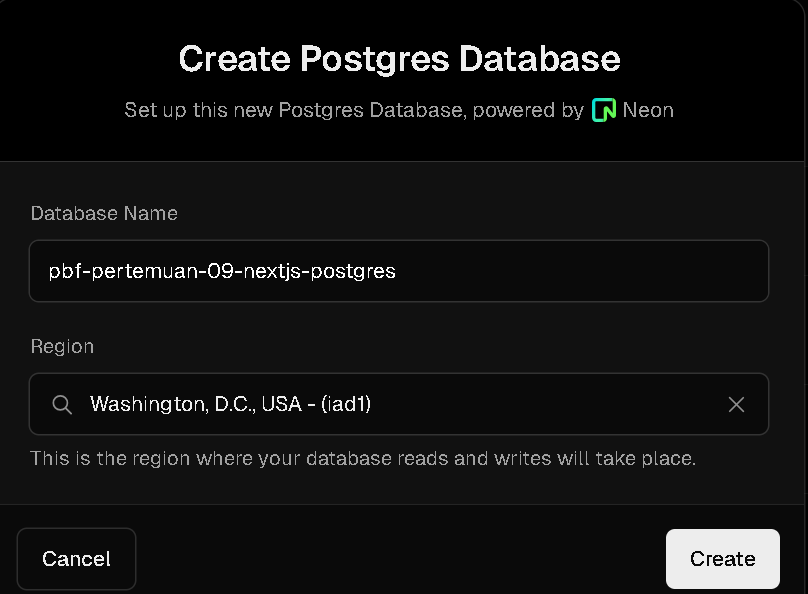 Create Postgres Database
Set up this new Postgres Database, powered by Neon
Database Name
pbf-pertemuan-09-nextjs-postgres
Region
Washington, D.C., USA - (iad1)
This is the region where your database reads and writes will take place.
Cancel
Create